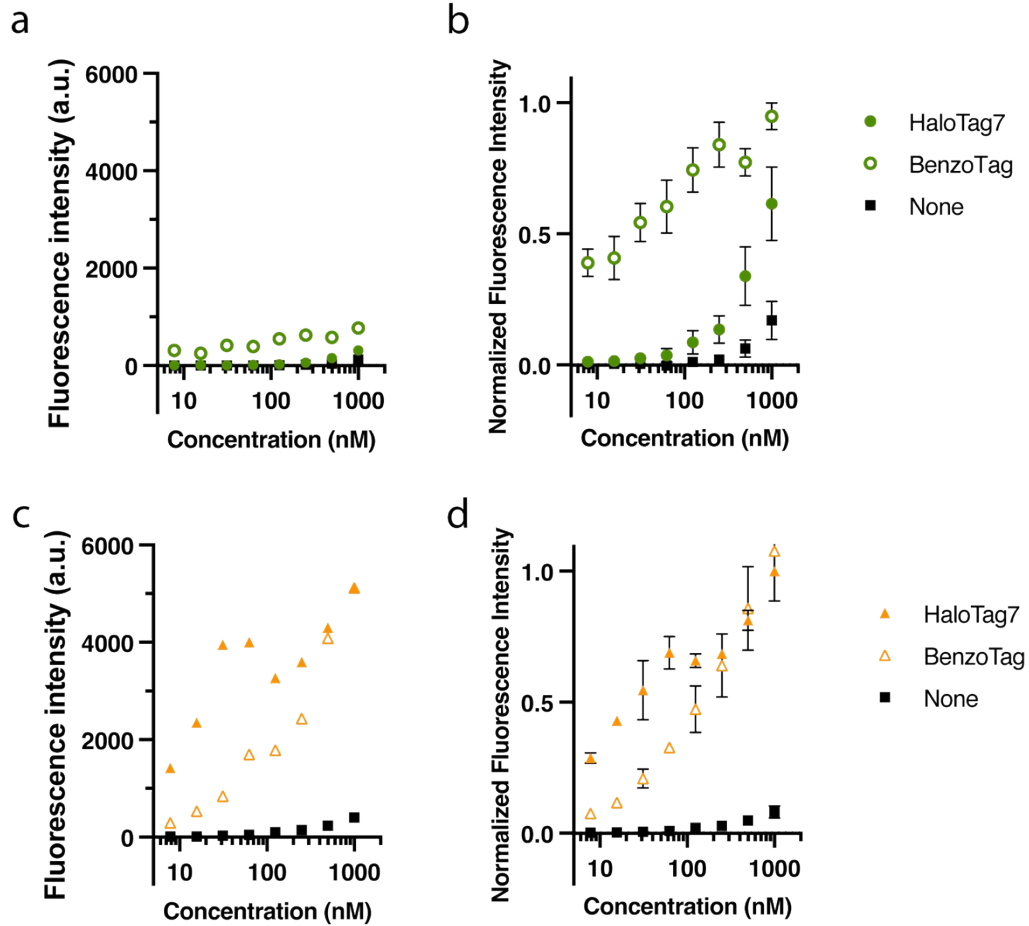 a
Fluorescence intensity (a.u.)
6000
4000
2000
0
10
100
1000
Concentration (nM)
b
Normalized Fluorescence Intensity
1.0
0.5
0.0
10
100
1000
Concentration (nM)
HaloTag7
BenzoTag
None
c
Fluorescence intensity (a.u.)
6000
4000
2000
0
10
100
1000
Concentration (nM)
d
Normalized Fluorescence Intensity
1.0
0.5
0.0
10
100
1000
Concentration (nM)
HaloTag7
BenzoTag
None